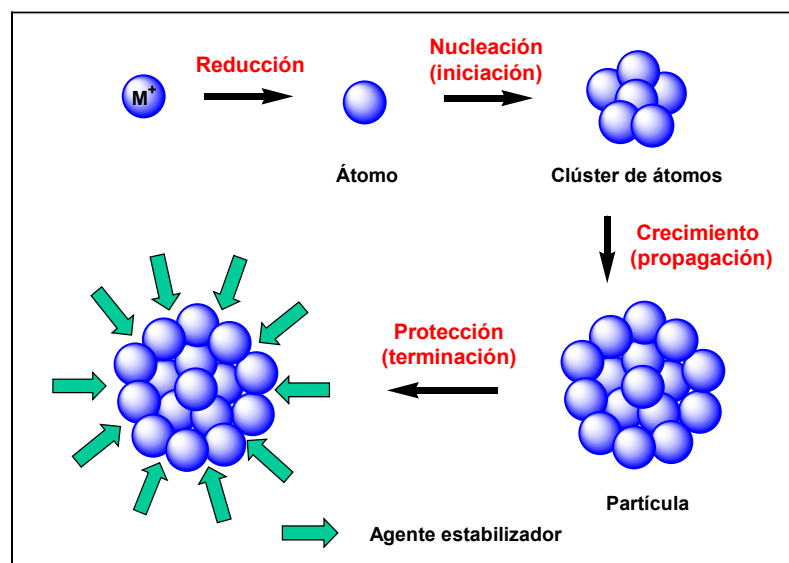 Nucleación
(iniciación)
Reducción
M+
Átomo
Clúster de átomos
Crecimiento
(propagación)
Protección
(terminación)
Partícula
Agente estabilizador